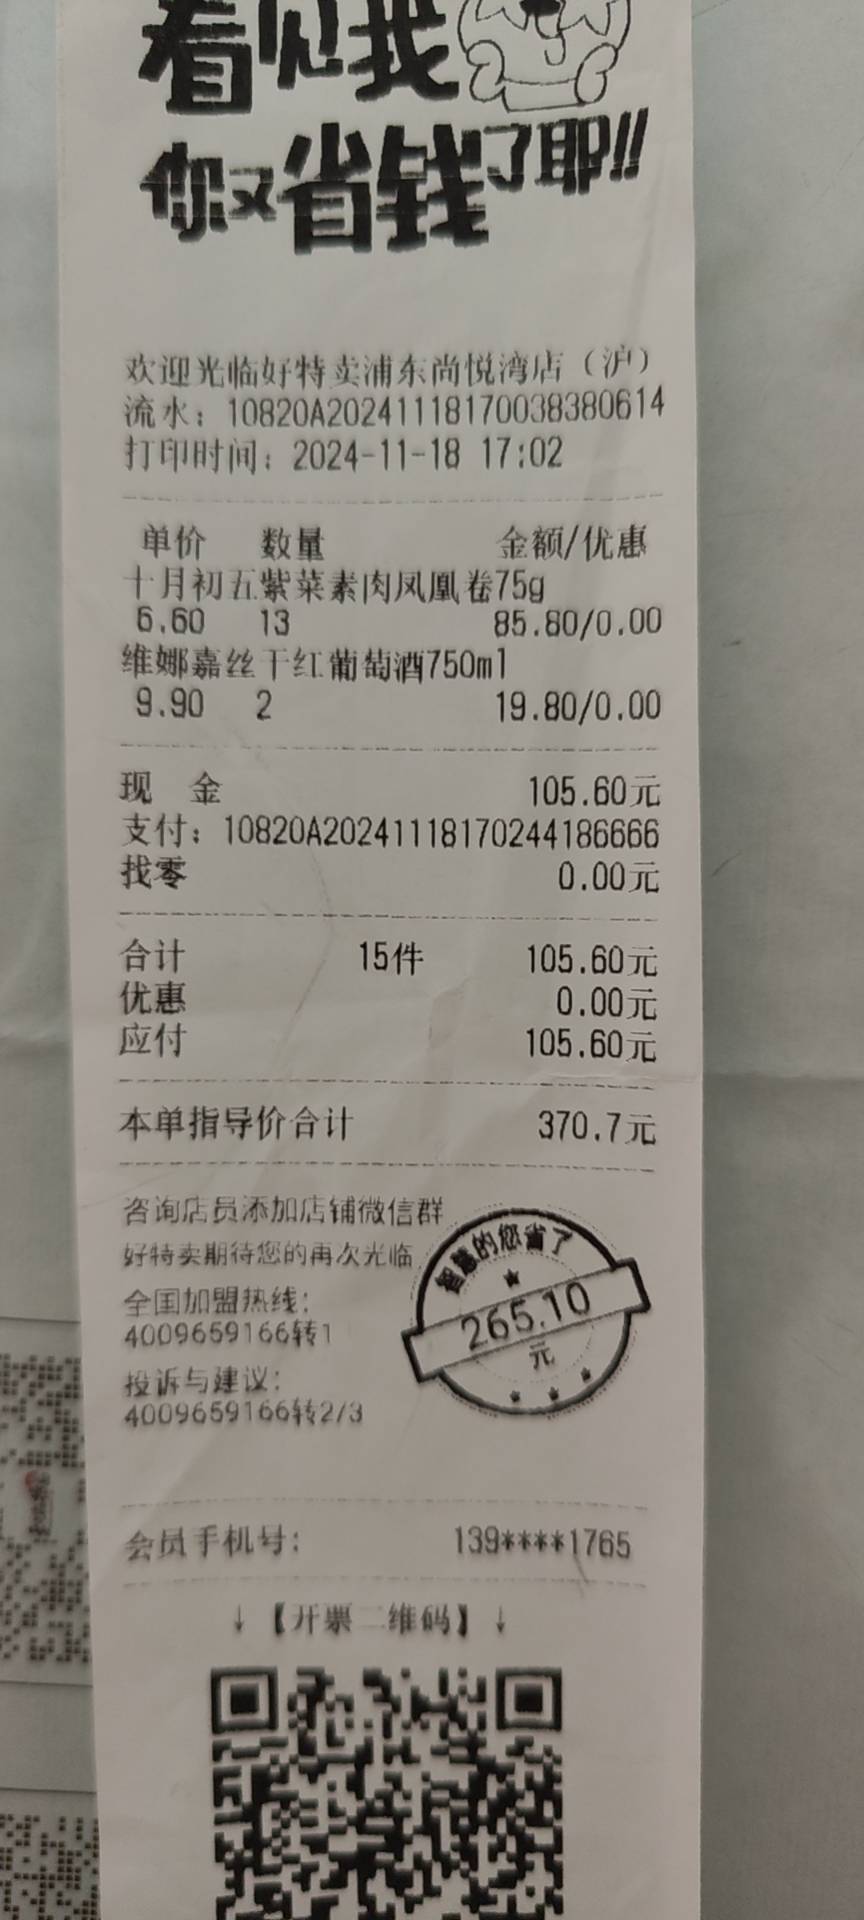 看见我
你又省钱了耶!!
欢迎光临好特卖浦东尚悦湾店（沪）
流水：10820A20241118170038380614
打印时间：2024-11-18 17:02
单价 数量 金额/优惠
十月初五紫菜素肉凤凰卷75g
6.60 13 85.80/0.00
维娜嘉丝干红葡萄酒750ml
9.90 2 19.80/0.00
现 金 105.60元
支付：10820A20241118170244186666
找零 0.00元
合计 15件 105.60元
优惠 0.00元
应付 105.60元
本单指导价合计 370.7元
咨询店员添加店铺微信群
好特卖期待您的再次光临
智慧的您省了
265.10
元
全国加盟热线：
4009659166转1
投诉与建议：
4009659166转2/3
会员手机号： 139****1765
↓【开票二维码】↓